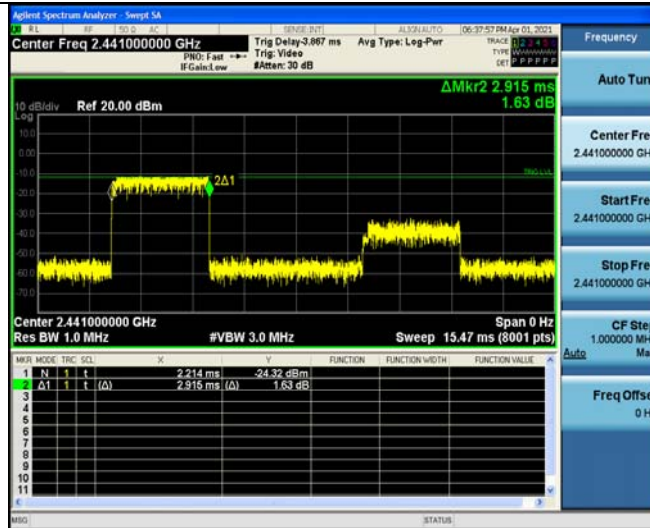 Agilent Spectrum Analyzer - Swept SA
RL RF 50 Ω AC SENSE:INT ALIGNAUTO 06:37:57 PM Apr 01, 2021
Center Freq 2.441000000 GHz
PNO: Fast
IFGain:Low
Trig Delay-3.867 ms
Trig: Video
#Atten: 30 dB
Avg Type: Log-Pwr
TRACE 1 2 3 4 5 6
TYPE
DET P P P P P P
ΔMkr2 2.915 ms
1.63 dB
10 dB/div Ref 20.00 dBm
Log
10.0
0.00
-10.0
TRIG LVL
2Δ1
-20.0
-30.0
-40.0
-50.0
-60.0
-70.0
Center 2.441000000 GHz Span 0 Hz
Res BW 1.0 MHz #VBW 3.0 MHz Sweep 15.47 ms (8001 pts)
MKR MODE TRC SCL X Y FUNCTION FUNCTION WIDTH FUNCTION VALUE
1 N 1 t 2.214 ms -24.32 dBm
2 Δ1 1 t (Δ) 2.915 ms (Δ) 1.63 dB
3
4
5
6
7
8
9
10
11
MSG STATUS
Frequency
Auto Tun
Center Fre
2.441000000 GH
Start Fre
2.441000000 GH
Stop Fre
2.441000000 GH
CF Ste
1.000000 MH
Auto Ma
Freq Offse
0 H